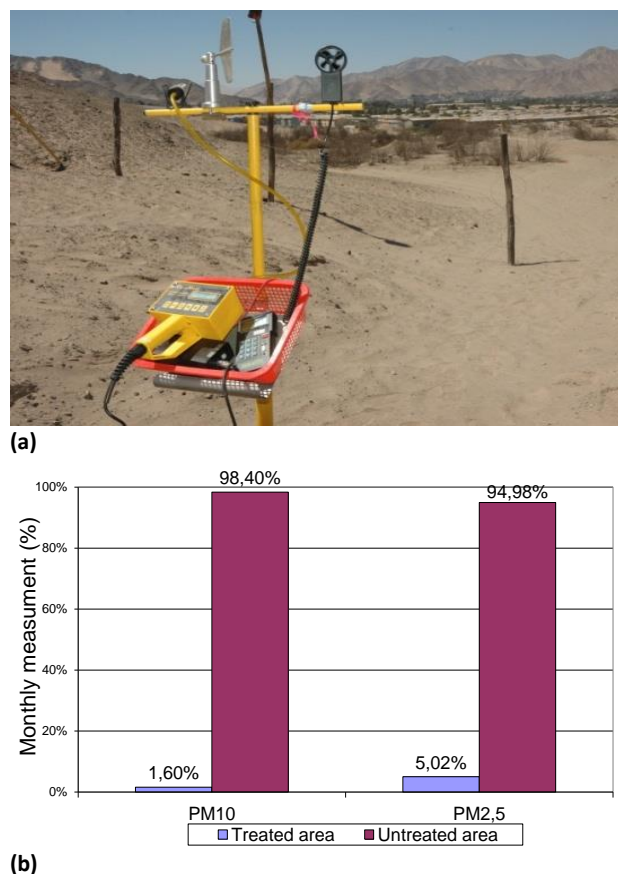 (a)
98,40%
94,98%
100%
80%
60%
40%
20%
0%
Monthly measument (%)
1,60%
5,02%
PM10
PM2,5
Treated area
Untreated area
(b)